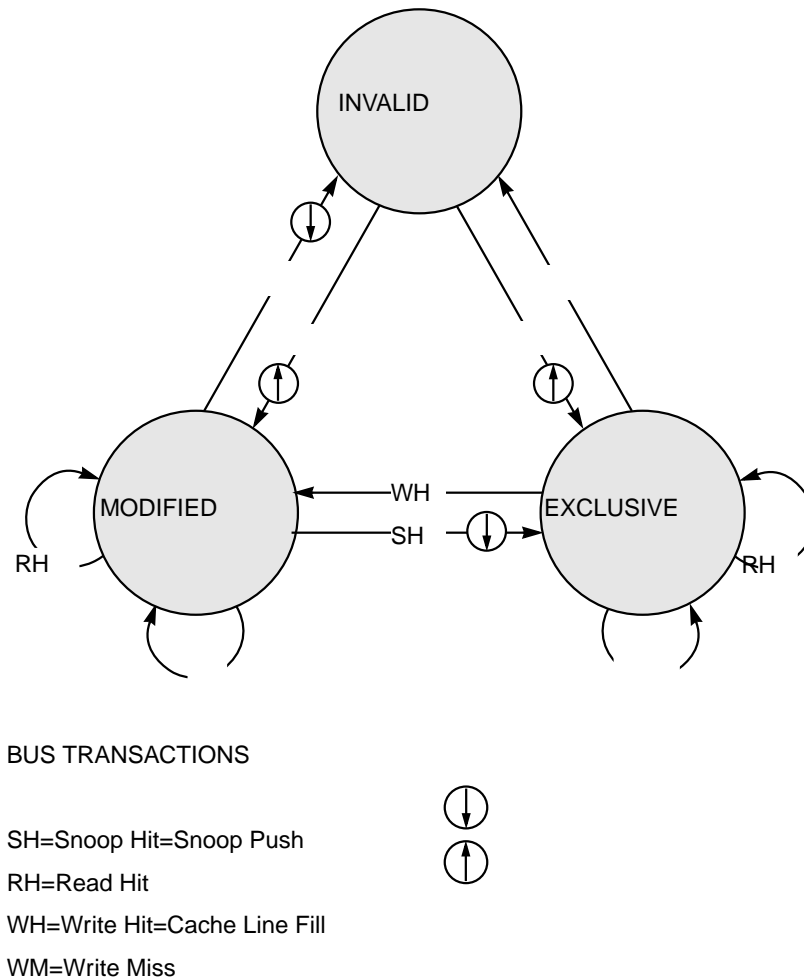 INVALID
MODIFIED
WH
EXCLUSIVE
SH
RH
RH
BUS TRANSACTIONS
SH=Snoop Hit=Snoop Push
RH=Read Hit
WH=Write Hit=Cache Line Fill
WM=Write Miss